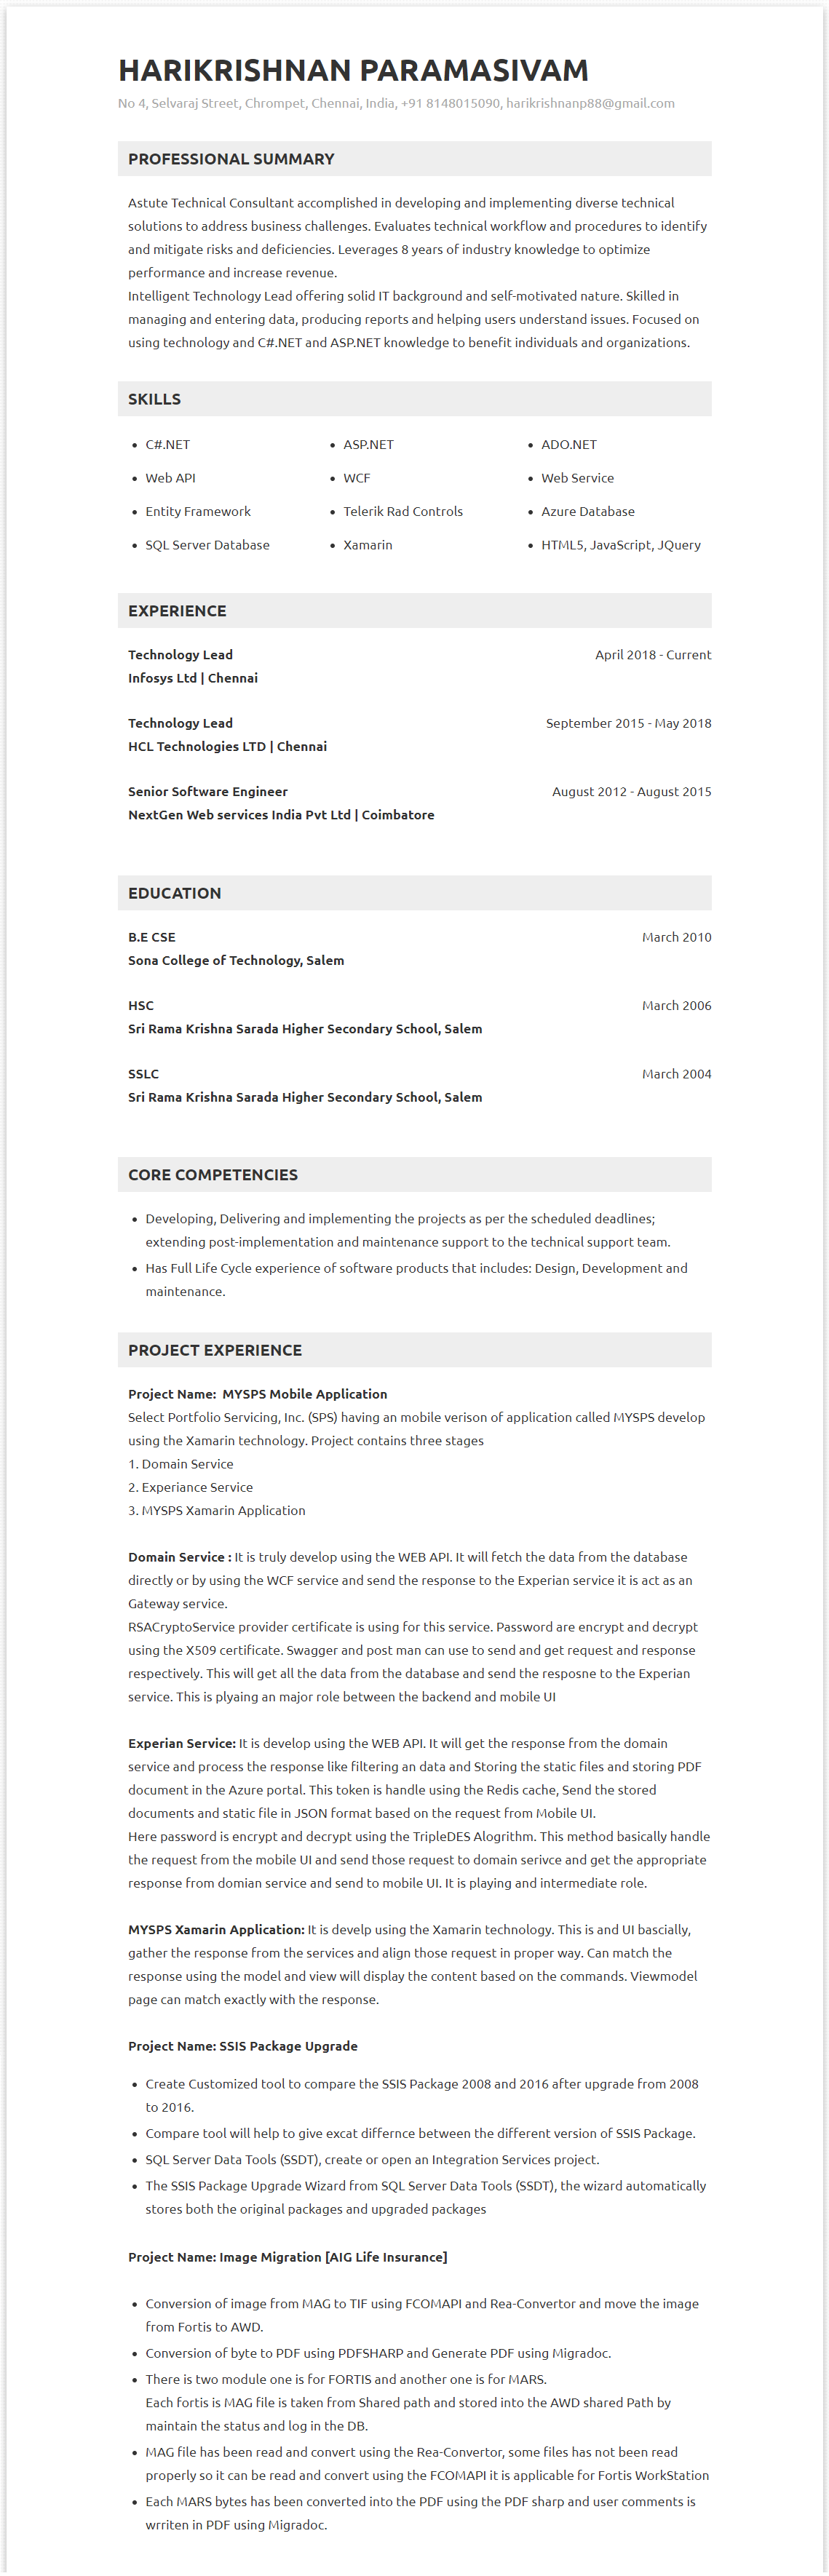 HARIKRISHNAN PARAMASIVAM
No 4, Selvaraj Street, Chrompet, Chennai, India, +91 8148015090, harikrishnanp88@gmail.com
PROFESSIONAL SUMMARY
Astute Technical Consultant accomplished in developing and implementing diverse technical
solutions to address business challenges. Evaluates technical workflow and procedures to identify
and mitigate risks and deficiencies. Leverages 8 years of industry knowledge to optimize
performance and increase revenue.
Intelligent Technology Lead offering solid IT background and self-motivated nature. Skilled in
managing and entering data, producing reports and helping users understand issues. Focused on
using technology and C#.NET and ASP.NET knowledge to benefit individuals and organizations.
SKILLS
• C#.NET • ASP.NET • ADO.NET
• Web API • WCF • Web Service
• Entity Framework • Telerik Rad Controls • Azure Database
• SQL Server Database • Xamarin • HTML5, JavaScript, JQuery
EXPERIENCE
Technology Lead April 2018 - Current
Infosys Ltd | Chennai
Technology Lead September 2015 - May 2018
HCL Technologies LTD | Chennai
Senior Software Engineer August 2012 - August 2015
NextGen Web services India Pvt Ltd | Coimbatore
EDUCATION
B.E CSE March 2010
Sona College of Technology, Salem
HSC March 2006
Sri Rama Krishna Sarada Higher Secondary School, Salem
SSLC March 2004
Sri Rama Krishna Sarada Higher Secondary School, Salem
CORE COMPETENCIES
• Developing, Delivering and implementing the projects as per the scheduled deadlines;
extending post-implementation and maintenance support to the technical support team.
• Has Full Life Cycle experience of software products that includes: Design, Development and
maintenance.
PROJECT EXPERIENCE
Project Name: MYSPS Mobile Application
Select Portfolio Servicing, Inc. (SPS) having an mobile verison of application called MYSPS develop
using the Xamarin technology. Project contains three stages
1. Domain Service
2. Experiance Service
3. MYSPS Xamarin Application
Domain Service : It is truly develop using the WEB API. It will fetch the data from the database
directly or by using the WCF service and send the response to the Experian service it is act as an
Gateway service.
RSACryptoService provider certificate is using for this service. Password are encrypt and decrypt
using the X509 certificate. Swagger and post man can use to send and get request and response
respectively. This will get all the data from the database and send the resposne to the Experian
service. This is plyaing an major role between the backend and mobile UI
Experian Service: It is develop using the WEB API. It will get the response from the domain
service and process the response like filtering an data and Storing the static files and storing PDF
document in the Azure portal. This token is handle using the Redis cache, Send the stored
documents and static file in JSON format based on the request from Mobile UI.
Here password is encrypt and decrypt using the TripleDES Alogrithm. This method basically handle
the request from the mobile UI and send those request to domain serivce and get the appropriate
response from domian service and send to mobile UI. It is playing and intermediate role.
MYSPS Xamarin Application: It is develp using the Xamarin technology. This is and UI bascially,
gather the response from the services and align those request in proper way. Can match the
response using the model and view will display the content based on the commands. Viewmodel
page can match exactly with the response.
Project Name: SSIS Package Upgrade
• Create Customized tool to compare the SSIS Package 2008 and 2016 after upgrade from 2008
to 2016.
• Compare tool will help to give excat differnce between the different version of SSIS Package.
• SQL Server Data Tools (SSDT), create or open an Integration Services project.
• The SSIS Package Upgrade Wizard from SQL Server Data Tools (SSDT), the wizard automatically
stores both the original packages and upgraded packages
Project Name: Image Migration [AIG Life Insurance]
• Conversion of image from MAG to TIF using FCOMAPI and Rea-Convertor and move the image
from Fortis to AWD.
• Conversion of byte to PDF using PDFSHARP and Generate PDF using Migradoc.
• There is two module one is for FORTIS and another one is for MARS.
Each fortis is MAG file is taken from Shared path and stored into the AWD shared Path by
maintain the status and log in the DB.
• MAG file has been read and convert using the Rea-Convertor, some files has not been read
properly so it can be read and convert using the FCOMAPI it is applicable for Fortis WorkStation
• Each MARS bytes has been converted into the PDF using the PDF sharp and user comments is
wrriten in PDF using Migradoc.